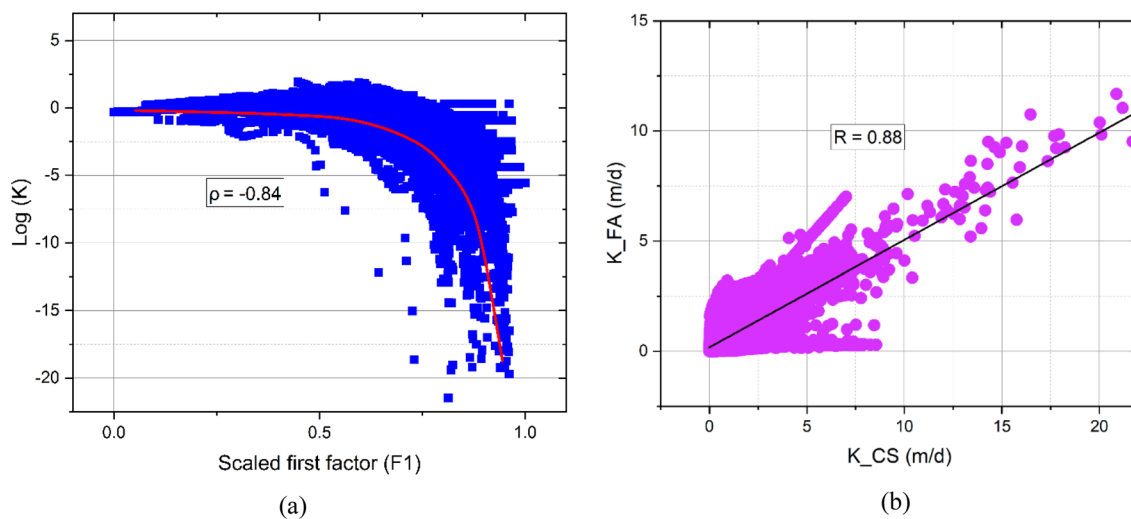 5
0
-5
-10
-15
-20
Log (K)
ρ = -0.84
0.0 0.5 1.0
Scaled first factor (F1)
(a)
15
10
5
0
K_FA (m/d)
R = 0.88
0 5 10 15 20
K_CS (m/d)
(b)